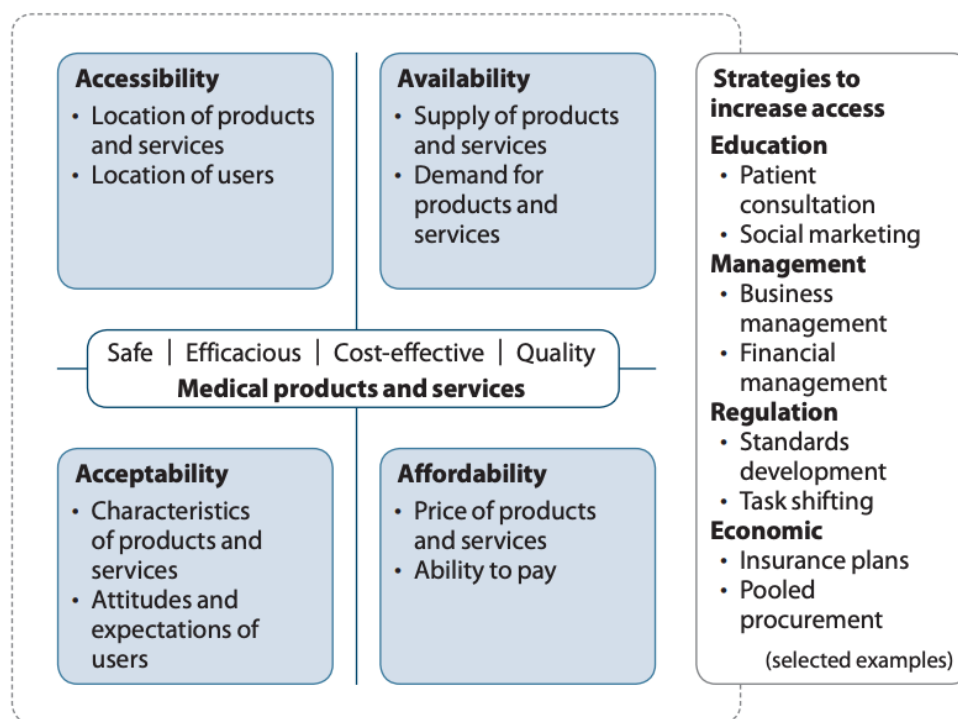 Accessibility
• Location of products
and services
• Location of users
Availability
• Supply of products
and services
• Demand for
products and
services
Safe | Efficacious | Cost-effective | Quality
Medical products and services
Acceptability
• Characteristics
of products and
services
• Attitudes and
expectations of
users
Affordability
• Price of products
and services
• Ability to pay
Strategies to
increase access
Education
• Patient
consultation
• Social marketing
Management
• Business
management
• Financial
management
Regulation
• Standards
development
• Task shifting
Economic
• Insurance plans
• Pooled
procurement
(selected examples)